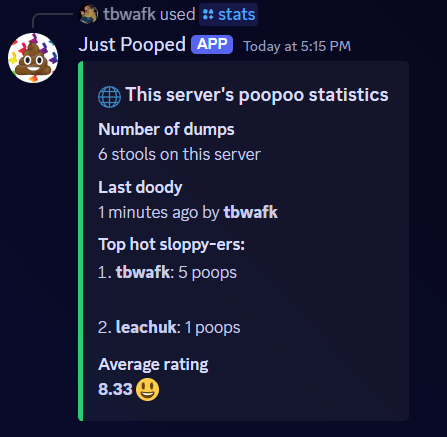 tbwafk used stats
Just Pooped APP Today at 5:15 PM
This server's poopoo statistics
Number of dumps
6 stools on this server
Last doody
1 minutes ago by tbwafk
Top hot sloppy-ers:
1. tbwafk: 5 poops
2. leachuk: 1 poops
Average rating
8.33 😃